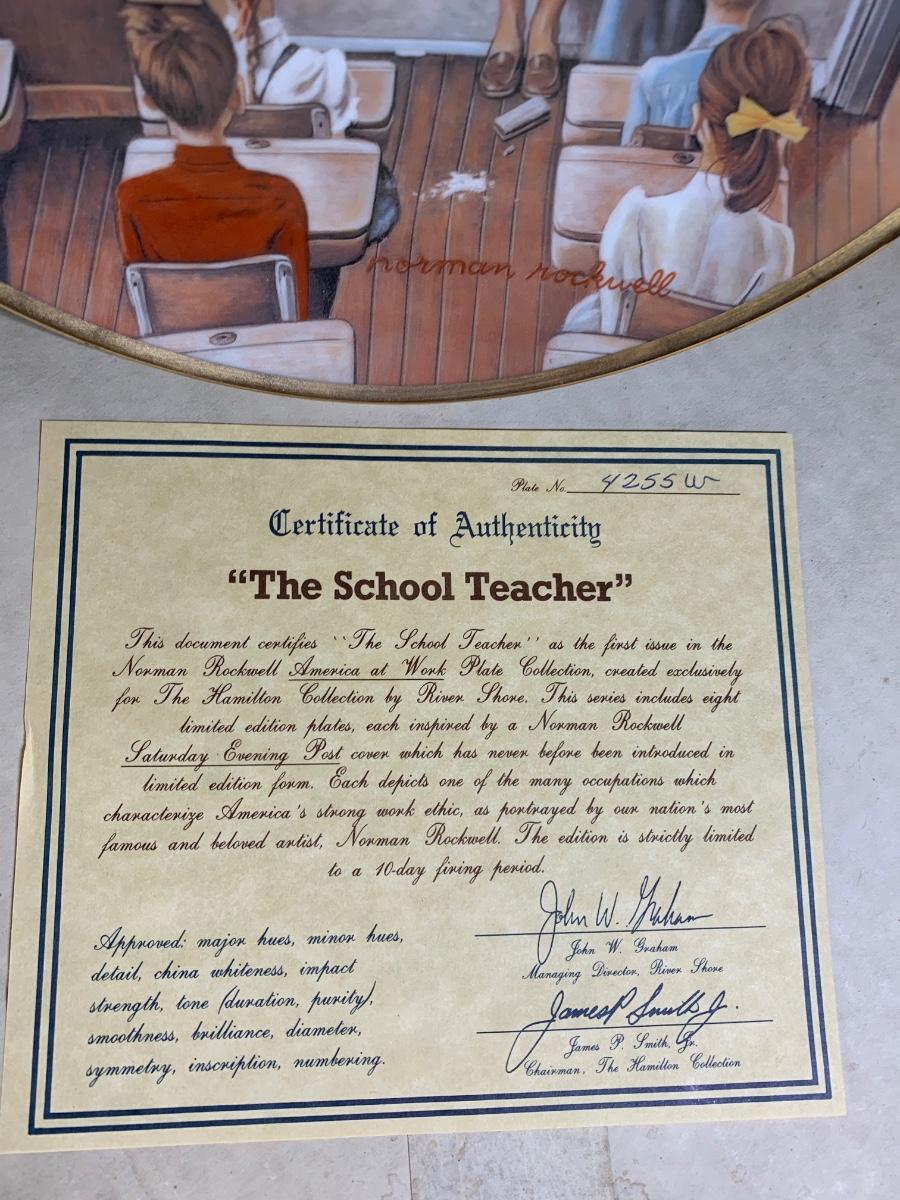 norman rockwell
Plate No. 4255W
Certificate of Authenticity
“The School Teacher”
This document certifies ``The School Teacher'' as the first issue in the
Norman Rockwell America at Work Plate Collection, created exclusively
for The Hamilton Collection by River Shore. This series includes eight
limited edition plates, each inspired by a Norman Rockwell
Saturday Evening Post cover which has never before been introduced in
limited edition form. Each depicts one of the many occupations which
characterize America's strong work ethic, as portrayed by our nation's most
famous and beloved artist, Norman Rockwell. The edition is strictly limited
to a 10-day firing period.
Approved: major hues, minor hues,
detail, china whiteness, impact
strength, tone (duration, purity),
smoothness, brilliance, diameter,
symmetry, inscription, numbering.
John W. Graham
John W. Graham
Managing Director, River Shore
James P Smith Jr.
James P. Smith, Jr.
Chairman, The Hamilton Collection